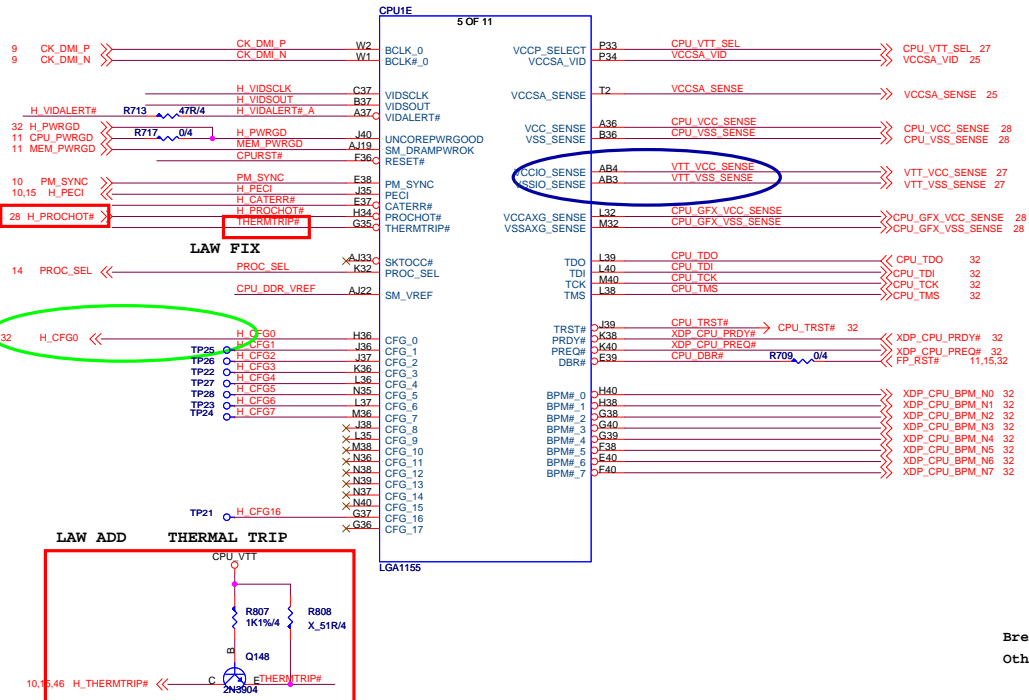 CPU1E
5 OF 11
9 CK_DMI_P CK_DMI_P W2 BCLK_0
9 CK_DMI_N CK_DMI_N W1 BCLK#_0
H_VIDSCLK C37 VIDSCLK
H_VIDSOUT B37 VIDSOUT
H_VIDALERT# R713 47R/4 H_VIDALERT#_A A37 VIDALERT#
32 H_PWRGD
11 CPU_PWRGD R717 0/4 H_PWRGD J40 UNCOREPWRGOOD
11 MEM_PWRGD MEM_PWRGD AJ19 SM_DRAMPWROK
CPURST# F36 RESET#
10 PM_SYNC PM_SYNC E38 PM_SYNC
10,15 H_PECI H_PECI J35 PECI
H_CATERR# E37 CATERR#
28 H_PROCHOT# H_PROCHOT# H34 PROCHOT#
THERMTRIP# G35 THERMTRIP#
LAW FIX
AJ33 SKTOCC#
14 PROC_SEL PROC_SEL K32 PROC_SEL
CPU_DDR_VREF AJ22 SM_VREF
32 H_CFG0 H_CFG0 H36 CFG_0
TP25 H_CFG1 J36 CFG_1
TP26 H_CFG2 J37 CFG_2
TP22 H_CFG3 K36 CFG_3
TP27 H_CFG4 L36 CFG_4
TP28 H_CFG5 N35 CFG_5
TP23 H_CFG6 L37 CFG_6
TP24 H_CFG7 M36 CFG_7
J38 CFG_8
L35 CFG_9
M38 CFG_10
N36 CFG_11
N38 CFG_12
N39 CFG_13
N37 CFG_14
N40 CFG_15
TP21 H_CFG16 G37 CFG_16
G36 CFG_17
VCCP_SELECT P33 CPU_VTT_SEL CPU_VTT_SEL 27
VCCSA_VID P34 VCCSA_VID VCCSA_VID 25
VCCSA_SENSE T2 VCCSA_SENSE VCCSA_SENSE 25
VCC_SENSE A36 CPU_VCC_SENSE CPU_VCC_SENSE 28
VSS_SENSE B36 CPU_VSS_SENSE CPU_VSS_SENSE 28
VCCIO_SENSE AB4 VTT_VCC_SENSE VTT_VCC_SENSE 27
VSSIO_SENSE AB3 VTT_VSS_SENSE VTT_VSS_SENSE 27
VCCAXG_SENSE L32 CPU_GFX_VCC_SENSE CPU_GFX_VCC_SENSE 28
VSSAXG_SENSE M32 CPU_GFX_VSS_SENSE CPU_GFX_VSS_SENSE 28
TDO L39 CPU_TDO CPU_TDO 32
TDI L40 CPU_TDI CPU_TDI 32
TCK M40 CPU_TCK CPU_TCK 32
TMS L38 CPU_TMS CPU_TMS 32
TRST# J39 CPU_TRST# CPU_TRST# 32
PRDY# K38 XDP_CPU_PRDY# XDP_CPU_PRDY# 32
PREQ# K40 XDP_CPU_PREQ# XDP_CPU_PREQ# 32
DBR# E39 CPU_DBR# R709 0/4 FP_RST# 11,15,32
BPM#_0 H40 XDP_CPU_BPM_N0 32
BPM#_1 H38 XDP_CPU_BPM_N1 32
BPM#_2 G38 XDP_CPU_BPM_N2 32
BPM#_3 G40 XDP_CPU_BPM_N3 32
BPM#_4 G39 XDP_CPU_BPM_N4 32
BPM#_5 F38 XDP_CPU_BPM_N5 32
BPM#_6 E40 XDP_CPU_BPM_N6 32
BPM#_7 F40 XDP_CPU_BPM_N7 32
LGA1155
LAW ADD THERMAL TRIP
CPU_VTT
R807 R808
1K1%/4 X_51R/4
B
Q148
10,15,46 H_THERMTRIP# C E THERMTRIP#
2N3904
Bre
Oth